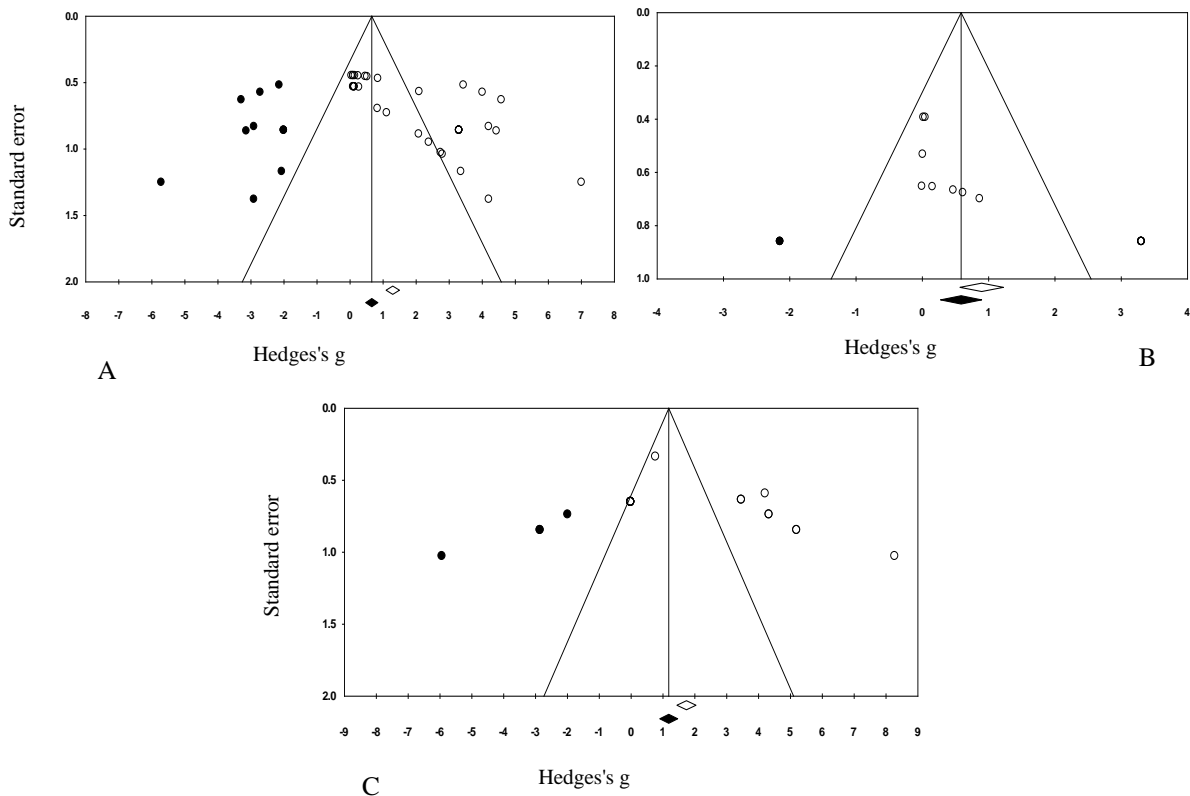 0.0
0.5
1.0
1.5
2.0
Standard error
-8 -7 -6 -5 -4 -3 -2 -1 0 1 2 3 4 5 6 7 8
Hedges's g
A
0.0
0.2
0.4
0.6
0.8
1.0
-4 -3 -2 -1 0 1 2 3 4
Hedges's g
B
0.0
0.5
1.0
1.5
2.0
Standard error
-9 -8 -7 -6 -5 -4 -3 -2 -1 0 1 2 3 4 5 6 7 8 9
Hedges's g
C